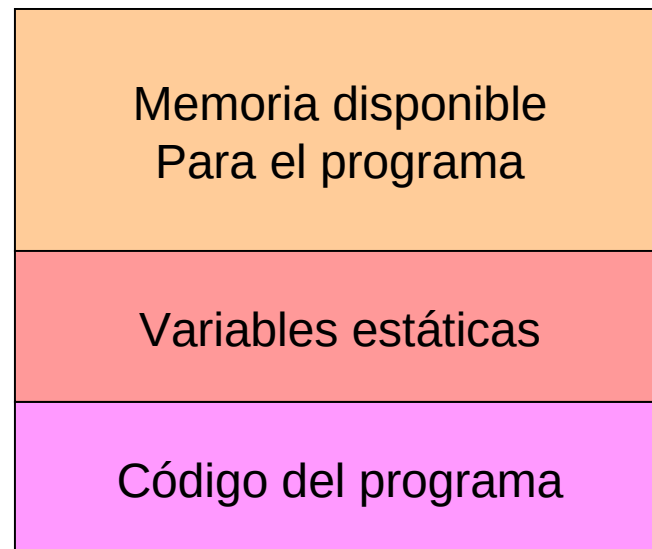 Memoria disponible
Para el programa
Variables estáticas
Código del programa